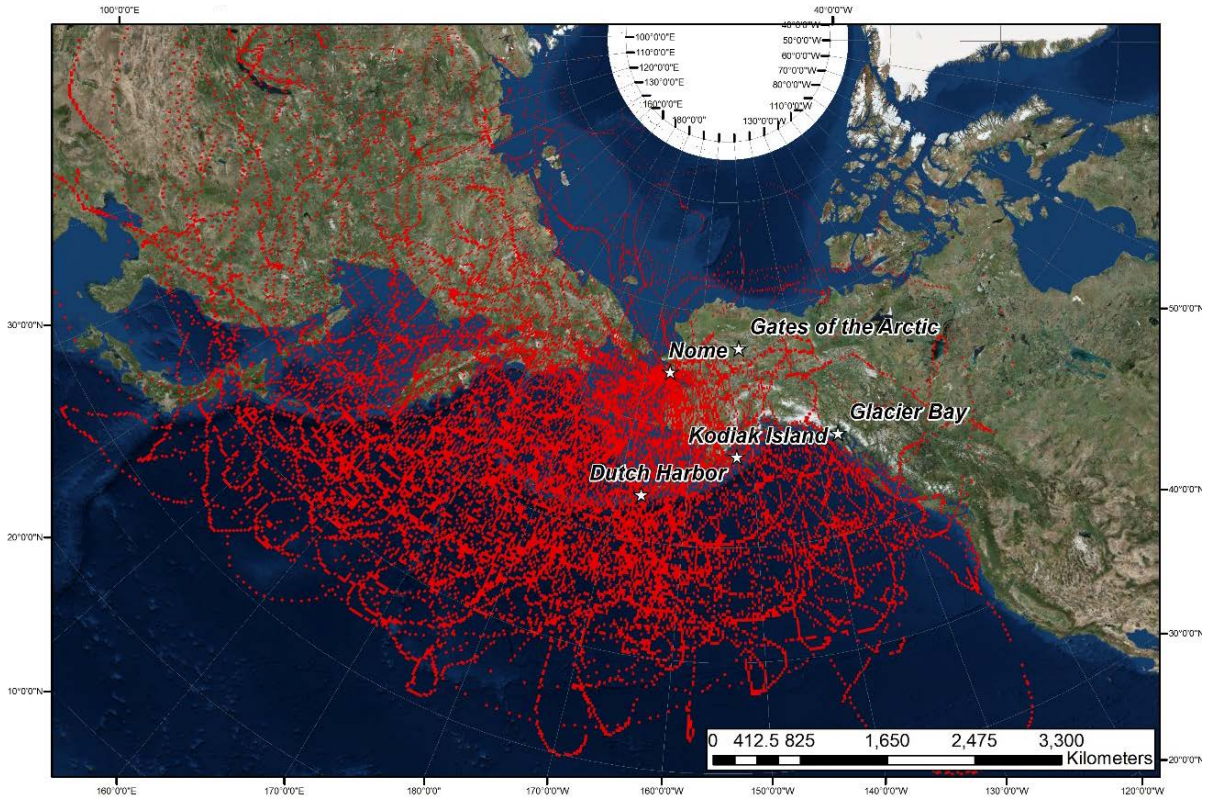 100°0'0"E
40°0'0"W
100°0'0"E
110°0'0"E
120°0'0"E
130°0'0"E
160°0'0"E
180°0'0"
40°0'0"W
50°0'0"W
60°0'0"W
70°0'0"W
80°0'0"W
110°0'0"W
130°0'0"W
30°0'0"N
20°0'0"N
10°0'0"N
50°0'0"N
40°0'0"N
30°0'0"N
20°0'0"N
Gates of the Arctic
Nome
Glacier Bay
Kodiak Island
Dutch Harbor
0 412.5 825 1,650 2,475 3,300
Kilometers
160°0'0"E
170°0'0"E
180°0'0"E
170°0'0"W
160°0'0"W
150°0'0"W
140°0'0"W
130°0'0"W
120°0'0"W